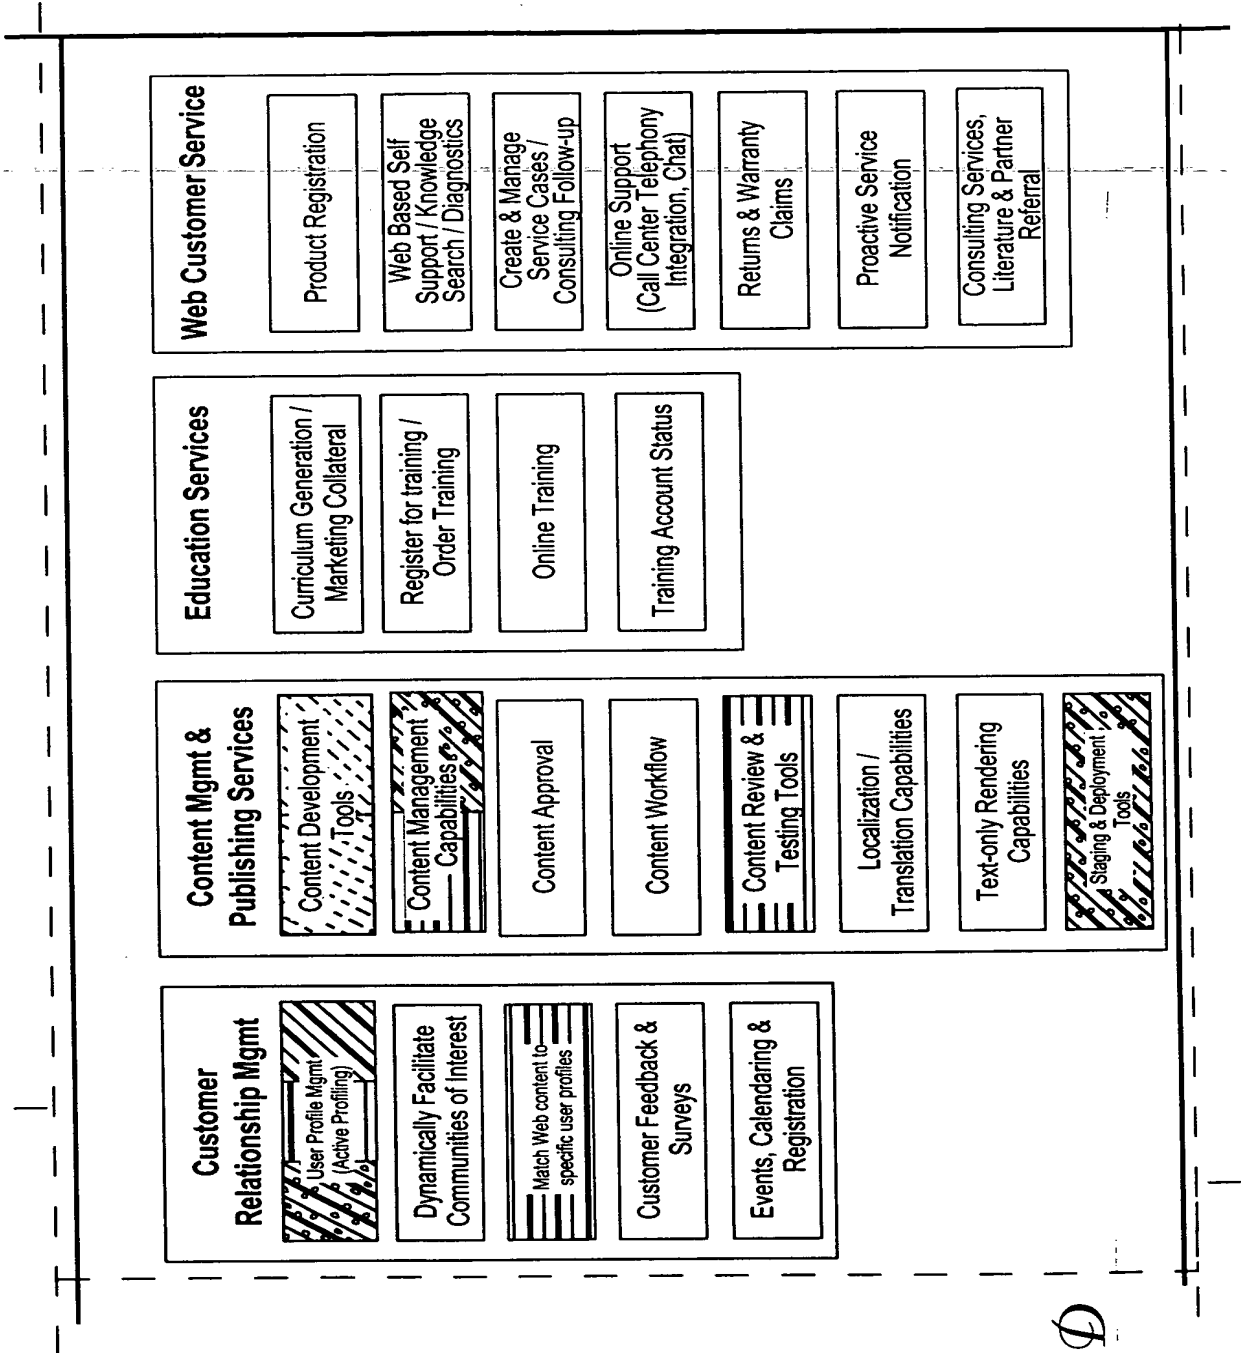 Customer
Relationship Mgmt
User Profile Mgmt
(Active Profiling)
Dynamically Facilitate
Communities of Interest
Match Web content to
specific user profiles
Customer Feedback &
Surveys
Events, Calendaring &
Registration
Content Mgmt &
Publishing Services
Content Development
Tools
Content Management
Capabilities
Content Approval
Content Workflow
Content Review &
Testing Tools
Localization /
Translation Capabilities
Text-only Rendering
Capabilities
Staging & Deployment
Tools
Education Services
Curriculum Generation /
Marketing Collateral
Register for training /
Order Training
Online Training
Training Account Status
Web Customer Service
Product Registration
Web Based Self
Support / Knowledge
Search / Diagnostics
Create & Manage
Service Cases /
Consulting Follow-up
Online Support
(Call Center Telephony
Integration, Chat)
Returns & Warranty
Claims
Proactive Service
Notification
Consulting Services,
Literature & Partner
Referral
D